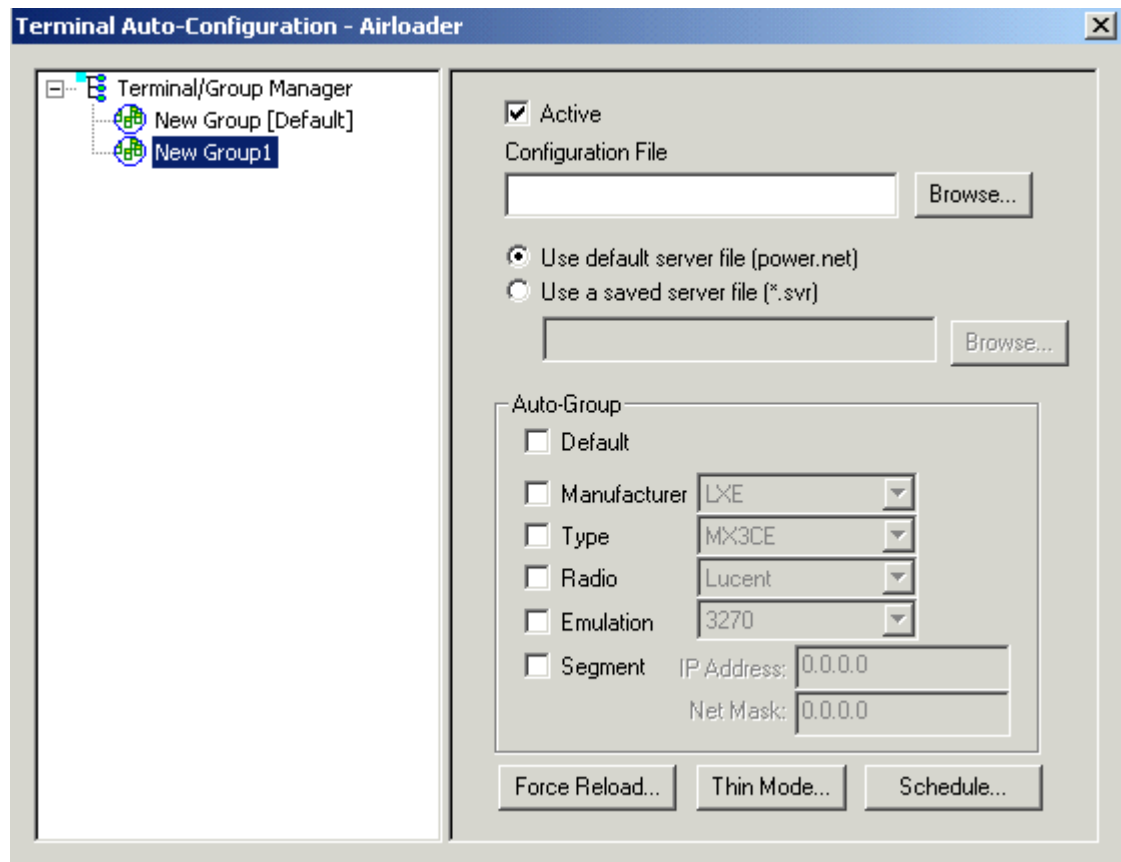 Terminal Auto-Configuration - Airloader
Terminal/Group Manager
New Group [Default]
New Group1
Active
Configuration File
Browse...
Use default server file (power.net)
Use a saved server file (*.svr)
Browse...
Auto-Group
Default
Manufacturer LXE
Type MX3CE
Radio Lucent
Emulation 3270
Segment IP Address: 0.0.0.0
Net Mask: 0.0.0.0
Force Reload... Thin Mode... Schedule...